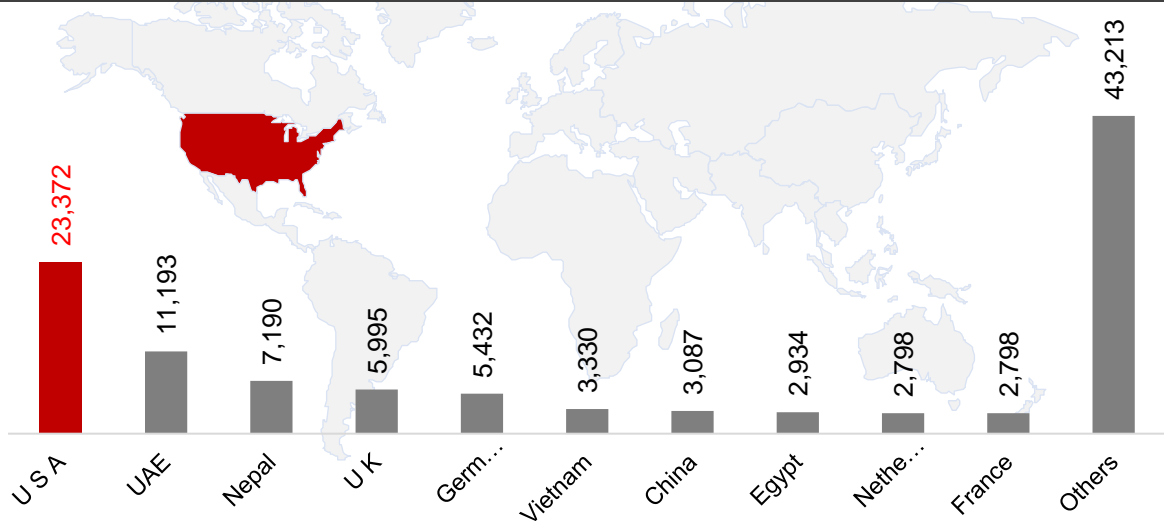 23,372
11,193
7,190
5,995
5,432
3,330
3,087
2,934
2,798
2,798
43,213
U S A
UAE
Nepal
U K
Germ…
Vietnam
China
Egypt
Nethe…
France
Others